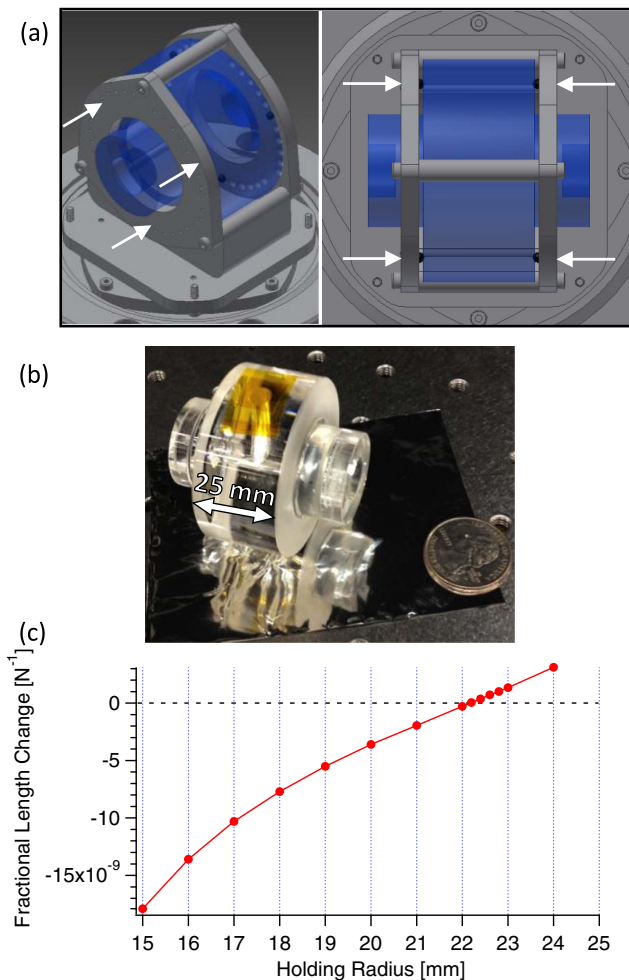 (a)
(b)
25 mm
(c)
Fractional Length Change [N⁻¹]
0
-5
-10
-15x10⁻⁹
15 16 17 18 19 20 21 22 23 24 25
Holding Radius [mm]